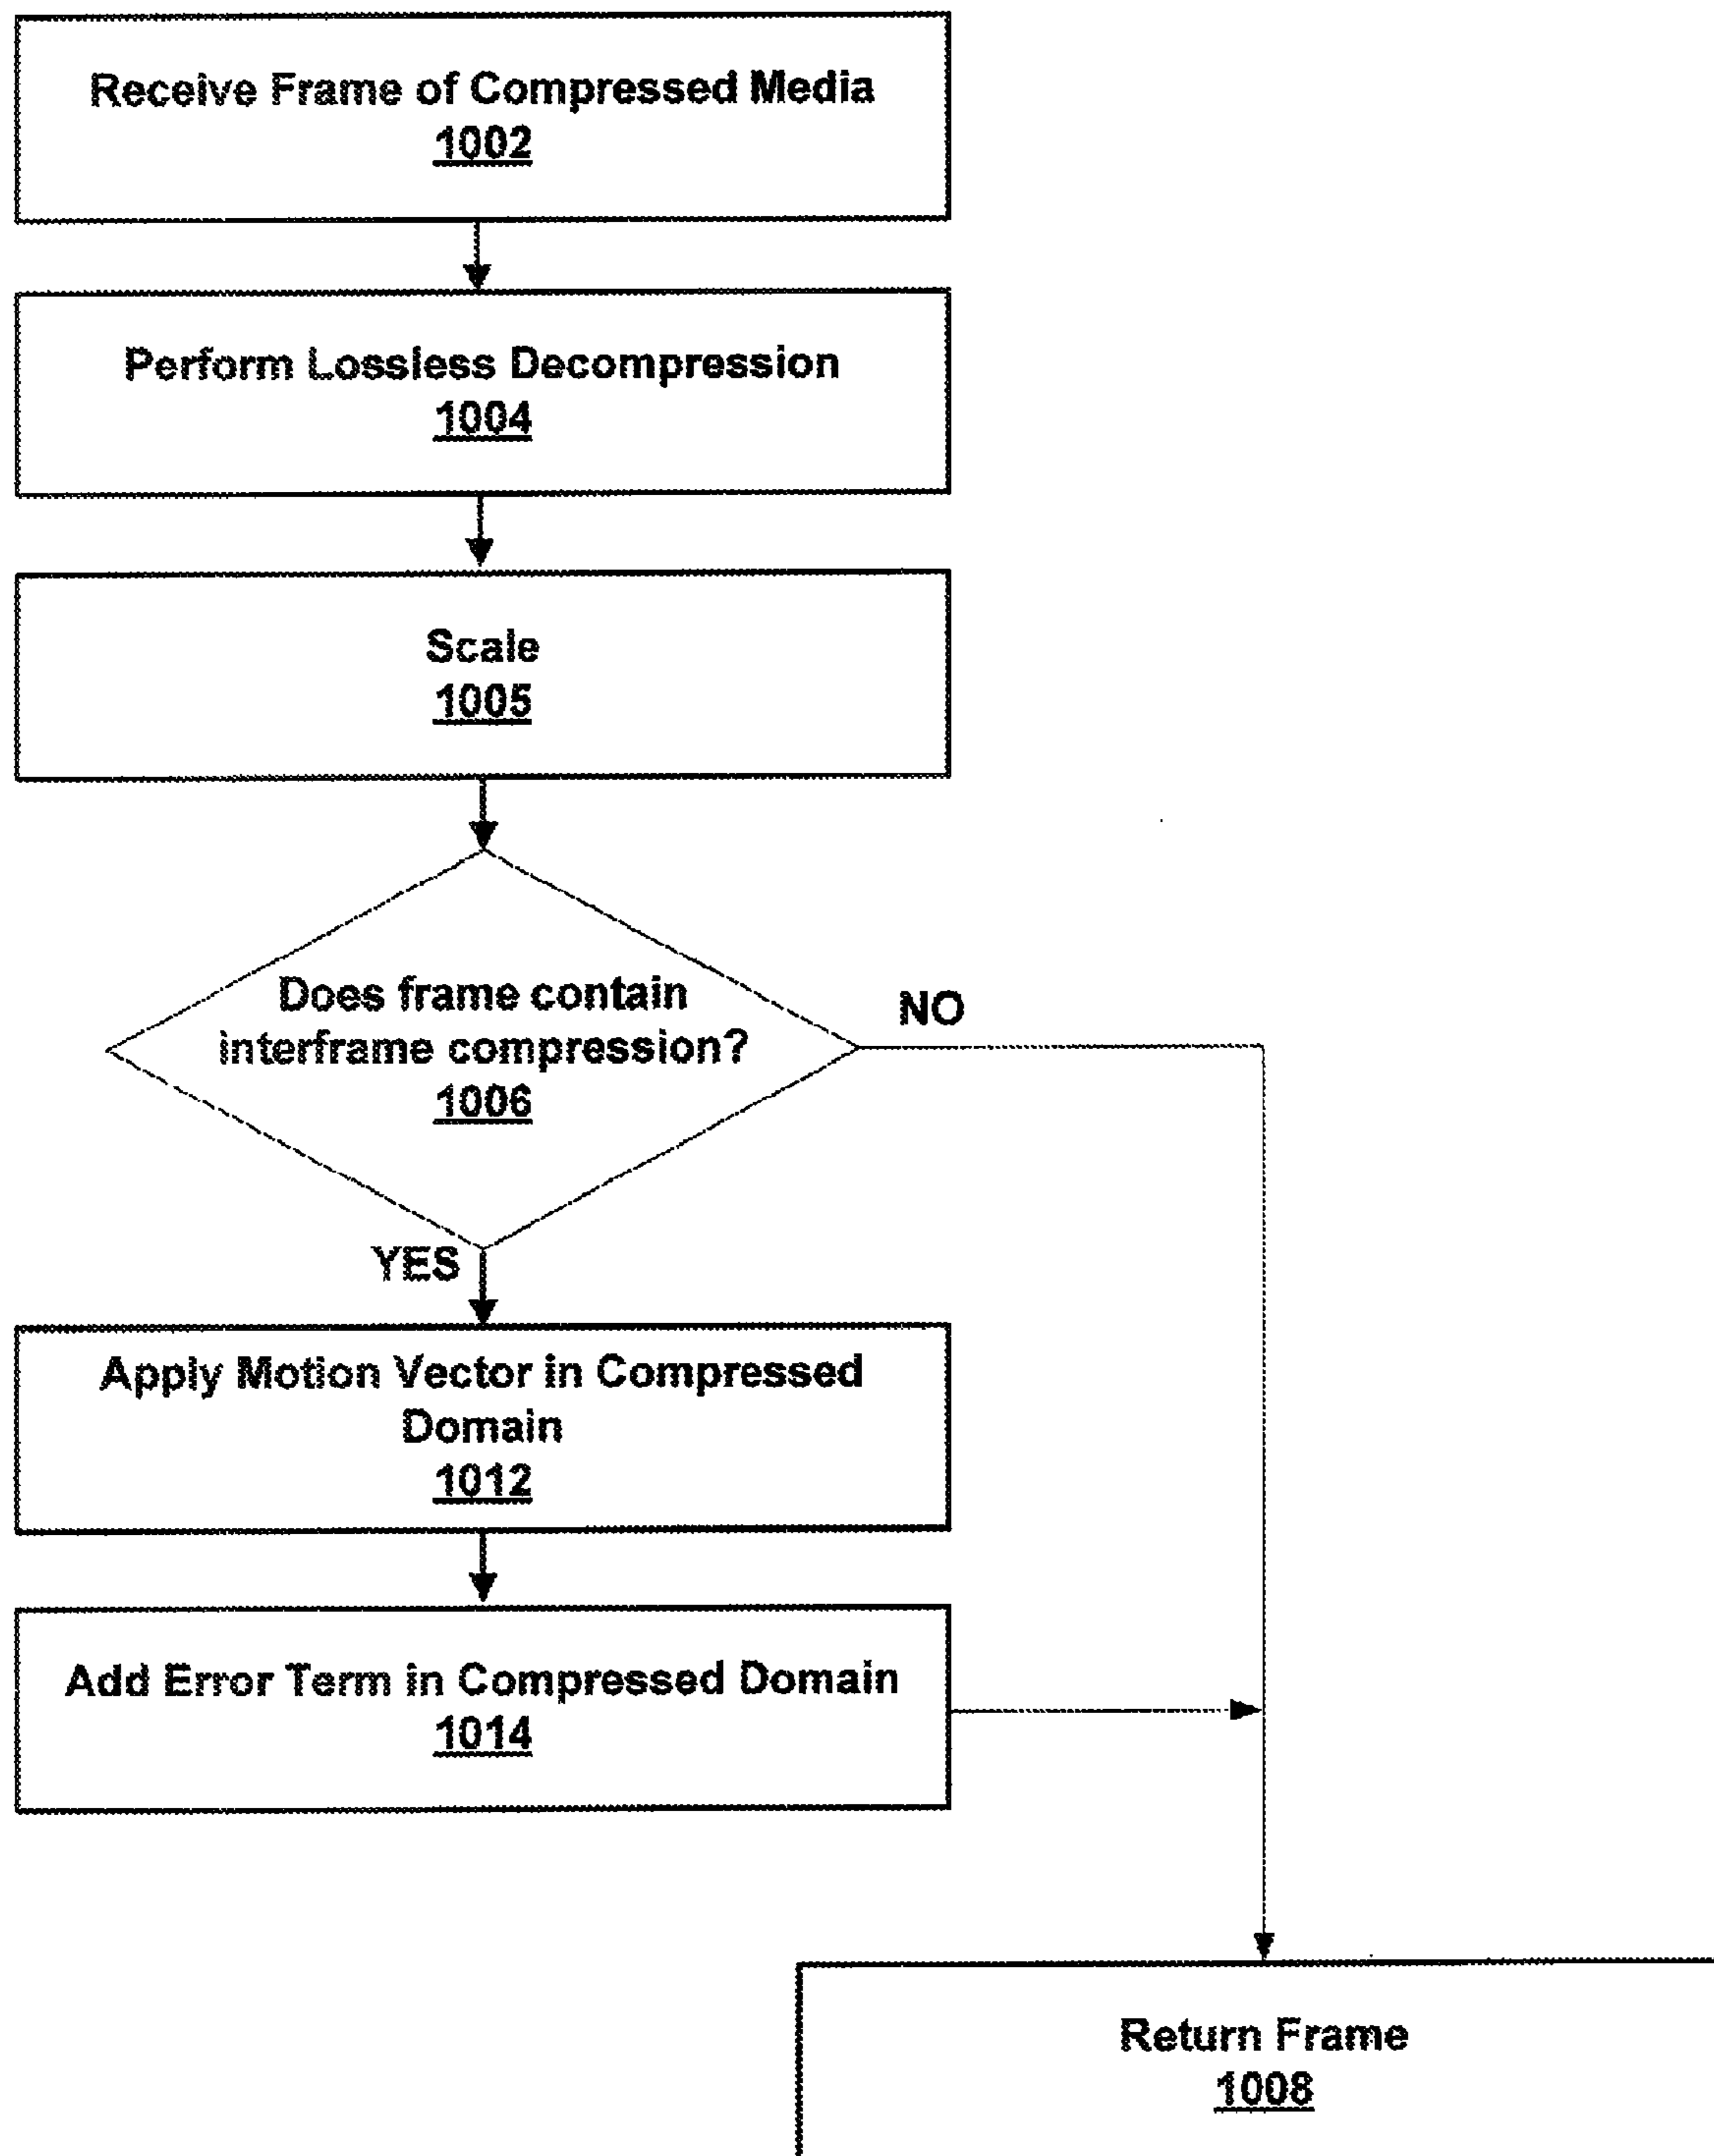 Receive Frame of Compressed Media
1002
Perform Lossless Decompression
1004
Scale
1005
Does frame contain
interframe compression?
1006
NO
YES
Apply Motion Vector in Compressed
Domain
1012
Add Error Term in Compressed Domain
1014
Return Frame
1008